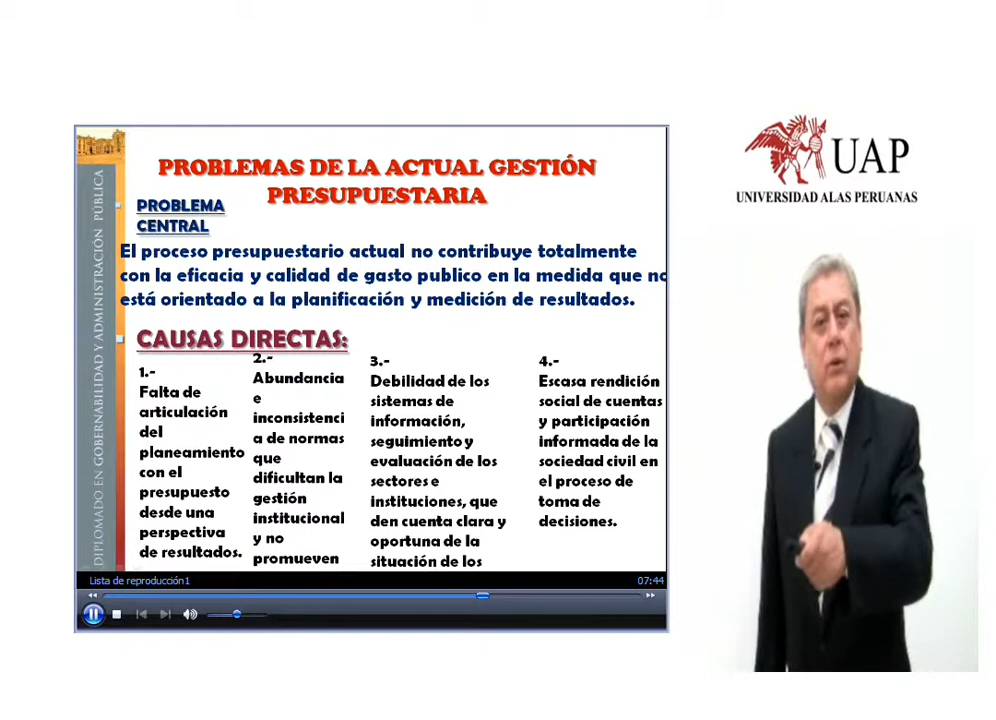 PROBLEMAS DE LA ACTUAL GESTIÓN
PRESUPUESTARIA
PROBLEMA
CENTRAL
El proceso presupuestario actual no contribuye totalmente
con la eficacia y calidad de gasto publico en la medida que no
está orientado a la planificación y medición de resultados.
CAUSAS DIRECTAS:
1.-
Falta de
articulación
del
planeamiento
con el
presupuesto
desde una
perspectiva
de resultados.
2.-
Abundancia
e
inconsistenci
a de normas
que
dificultan la
gestión
institucional
y no
promueven
3.-
Debilidad de los
sistemas de
información,
seguimiento y
evaluación de los
sectores e
instituciones, que
den cuenta clara y
oportuna de la
situación de los
4.-
Escasa rendición
social de cuentas
y participación
informada de la
sociedad civil en
el proceso de
toma de
decisiones.
DIPLOMADO EN GOBERNABILIDAD Y ADMINISTRACIÓN PÚBLICA
Lista de reproducción1
07:44
UAP
UNIVERSIDAD ALAS PERUANAS